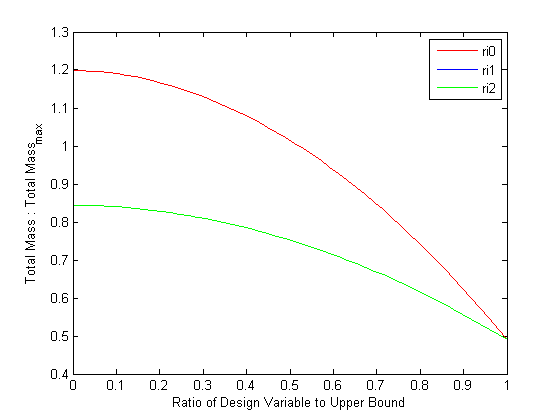 1.3
1.2
1.1
1
0.9
0.8
0.7
0.6
0.5
0.4
Total Mass : Total Mass_max
ri0
ri1
ri2
0 0.1 0.2 0.3 0.4 0.5 0.6 0.7 0.8 0.9 1
Ratio of Design Variable to Upper Bound